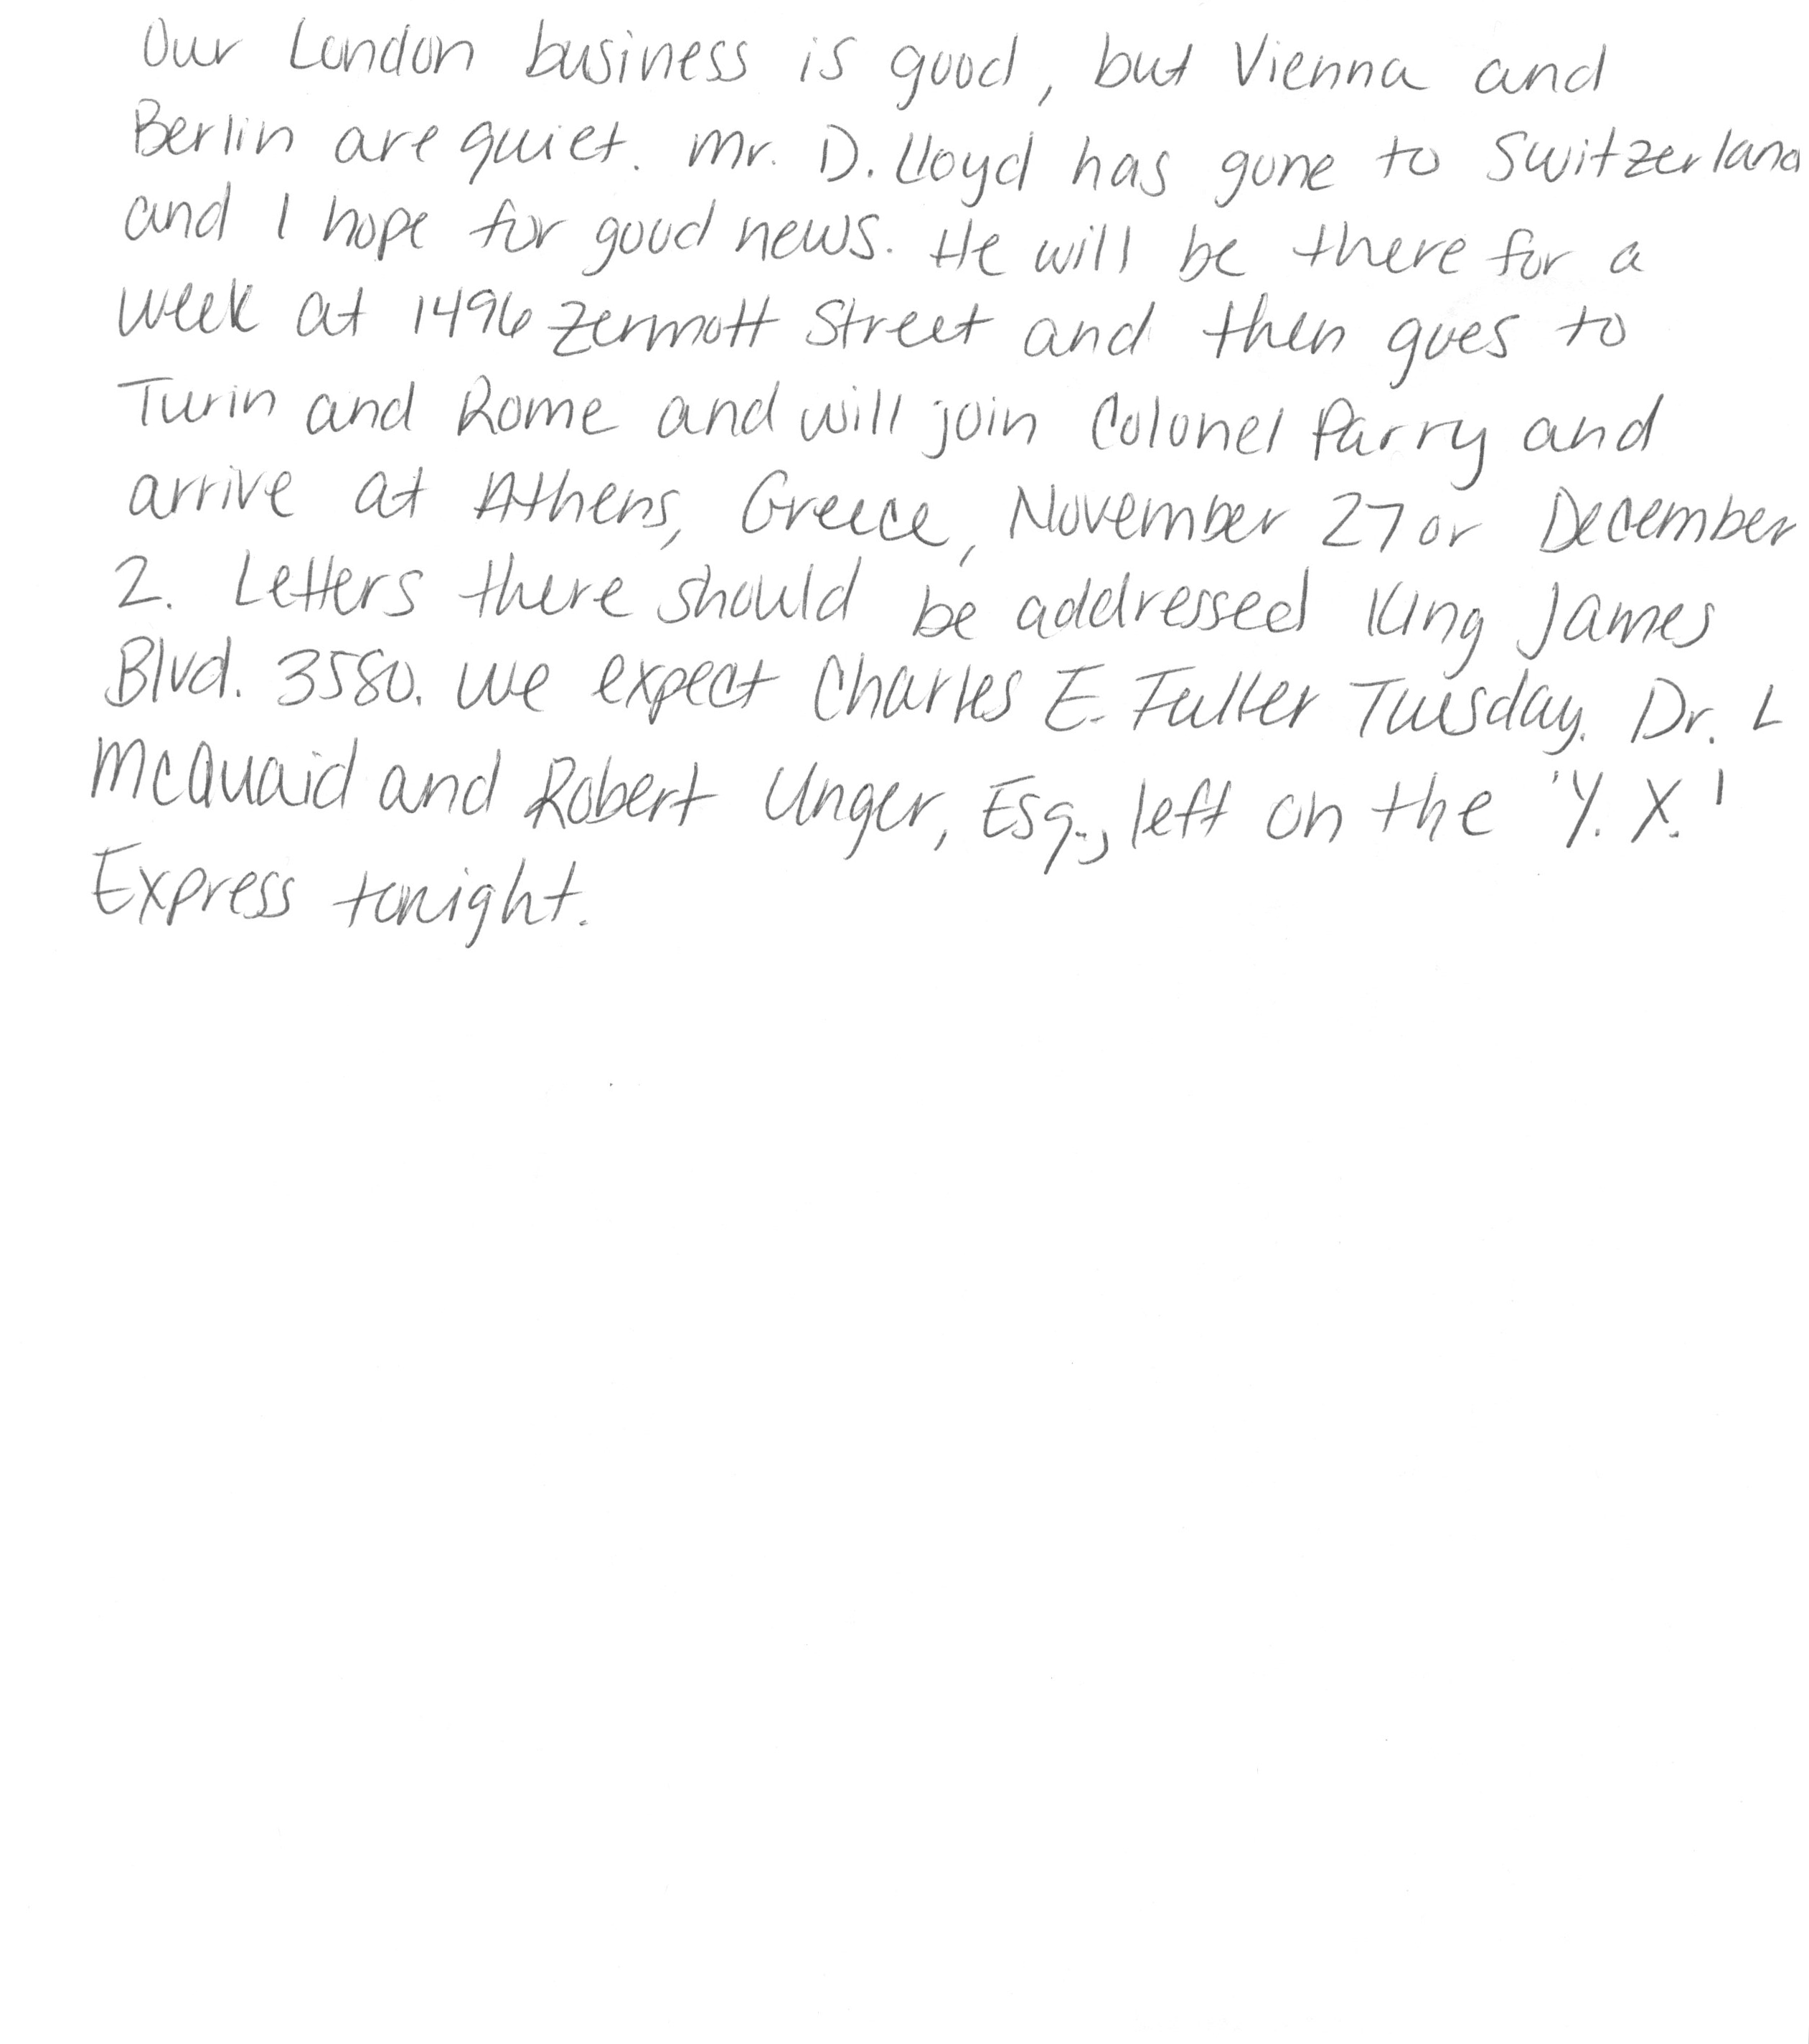 Our London business is good, but Vienna and
Berlin are quiet. Mr. D. Lloyd has gone to Switzerland
and I hope for good news. He will be there for a
week at 1496 Zermott Street and then goes to
Turin and Rome and will join Colonel Parry and
arrive at Athens, Greece, November 27 or December
2. Letters there should be addressed King James
Blvd. 3580. We expect Charles E. Fuller Tuesday. Dr. L
McQuaid and Robert Unger, Esq., left on the 'Y. X.'
Express tonight.